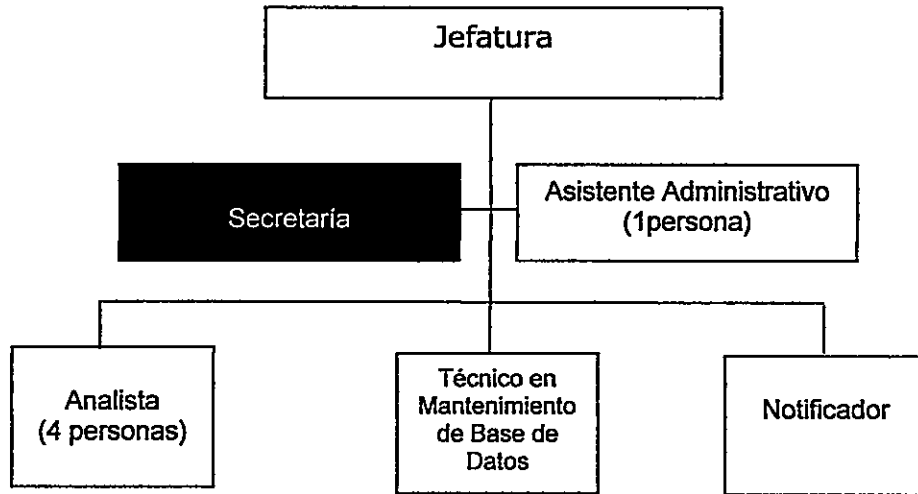 Jefatura
Secretaría
Asistente Administrativo
(1persona)
Analista
(4 personas)
Técnico en
Mantenimiento
de Base de
Datos
Notificador